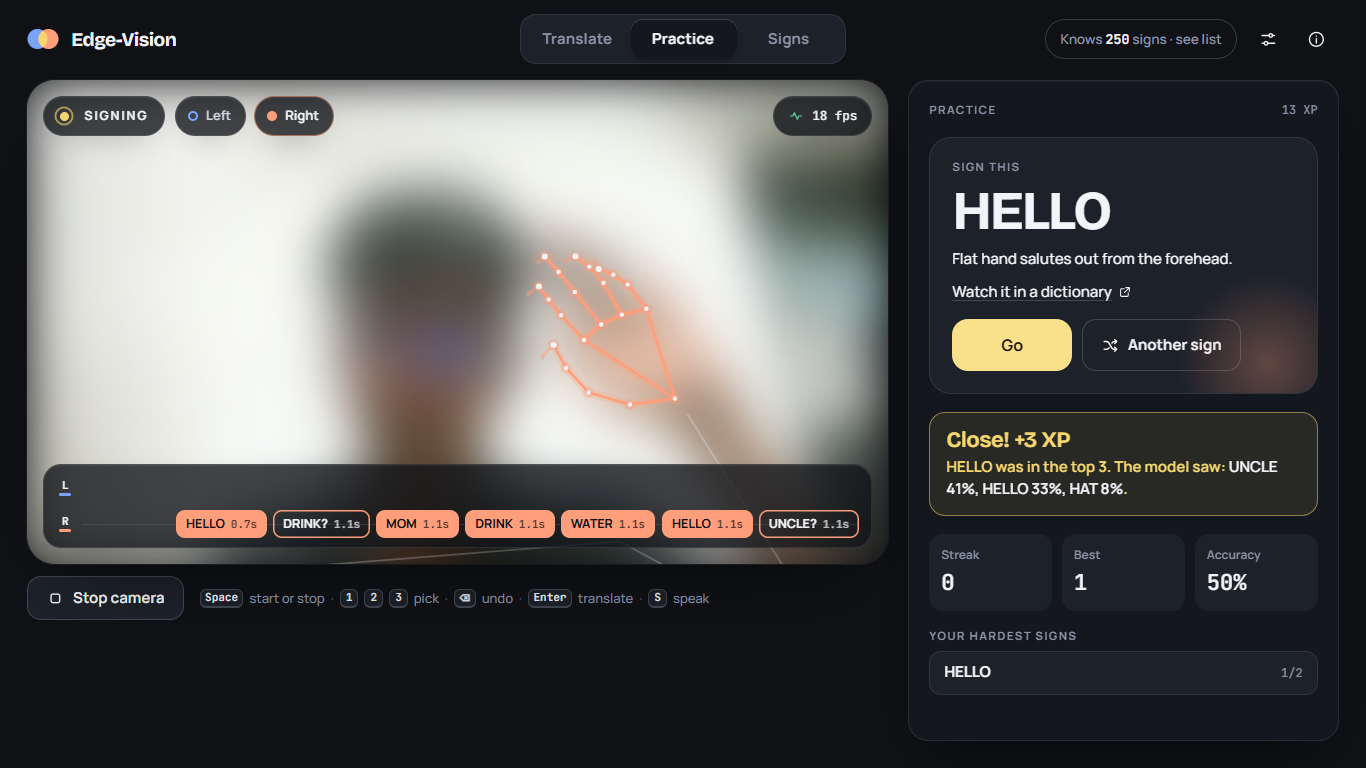 Edge-Vision
Translate
Practice
Signs
Knows 250 signs · see list
SIGNING
Left
Right
18 fps
L
R
HELLO 0.7s
DRINK? 1.1s
MOM 1.1s
DRINK 1.1s
WATER 1.1s
HELLO 1.1s
UNCLE? 1.1s
Stop camera
Space start or stop · 1 2 3 pick · ⌫ undo · Enter translate · S speak
PRACTICE
13 XP
SIGN THIS
HELLO
Flat hand salutes out from the forehead.
Watch it in a dictionary
Go
Another sign
Close! +3 XP
HELLO was in the top 3. The model saw: UNCLE
41%, HELLO 33%, HAT 8%.
Streak
0
Best
1
Accuracy
50%
YOUR HARDEST SIGNS
HELLO
1/2